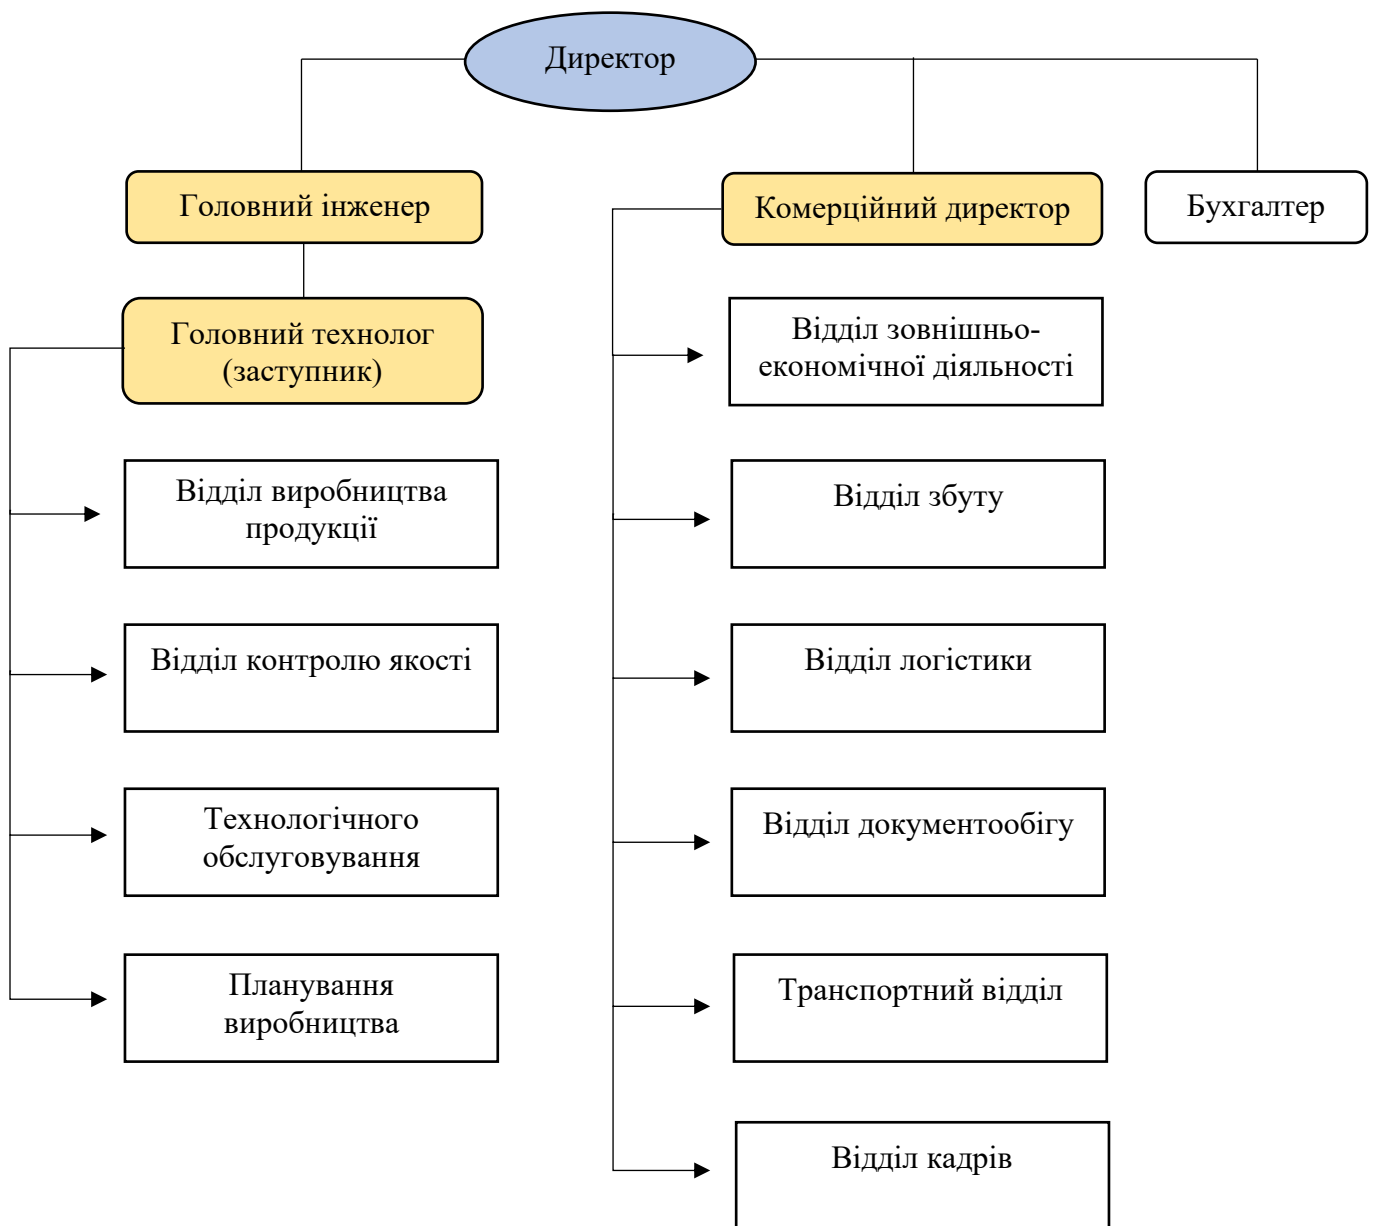 Директор
Головний інженер
Комерційний директор
Бухгалтер
Головний технолог
(заступник)
Відділ виробництва
продукції
Відділ контролю якості
Технологічного
обслуговування
Планування
виробництва
Відділ зовнішньо-
економічної діяльності
Відділ збуту
Відділ логістики
Відділ документообігу
Транспортний відділ
Відділ кадрів